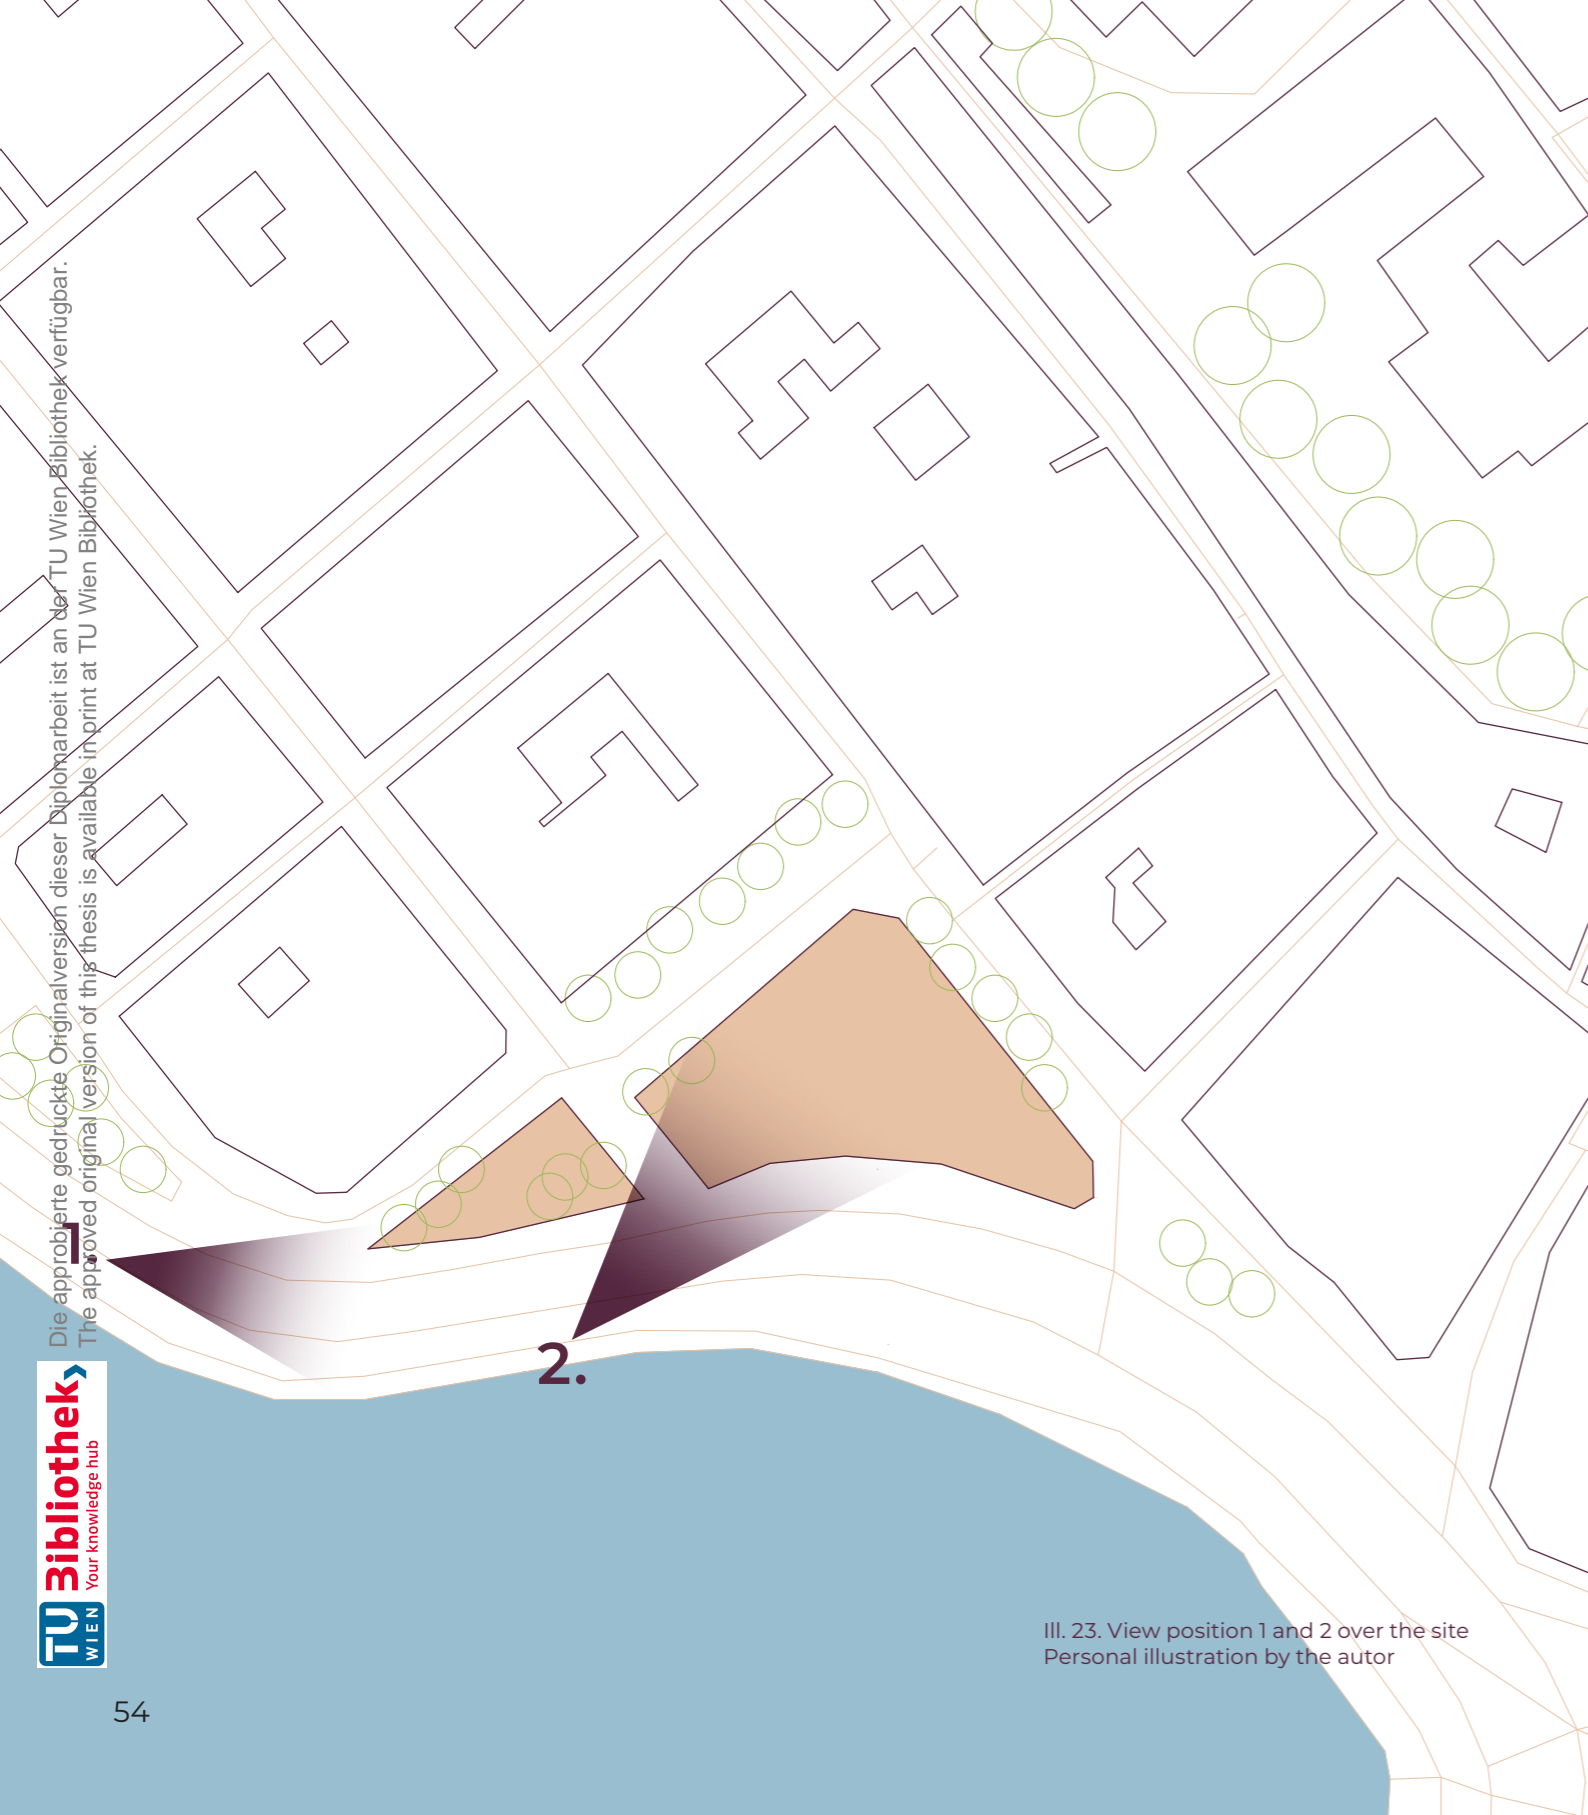 Die approbierte gedruckte Originalversion dieser Diplomarbeit ist an der TU Wien Bibliothek verfügbar.
The approved original version of this thesis is available in print at TU Wien Bibliothek.
1.
2.
Bibliothek
Your knowledge hub
TU
WIEN
Ill. 23. View position 1 and 2 over the site
Personal illustration by the autor
54